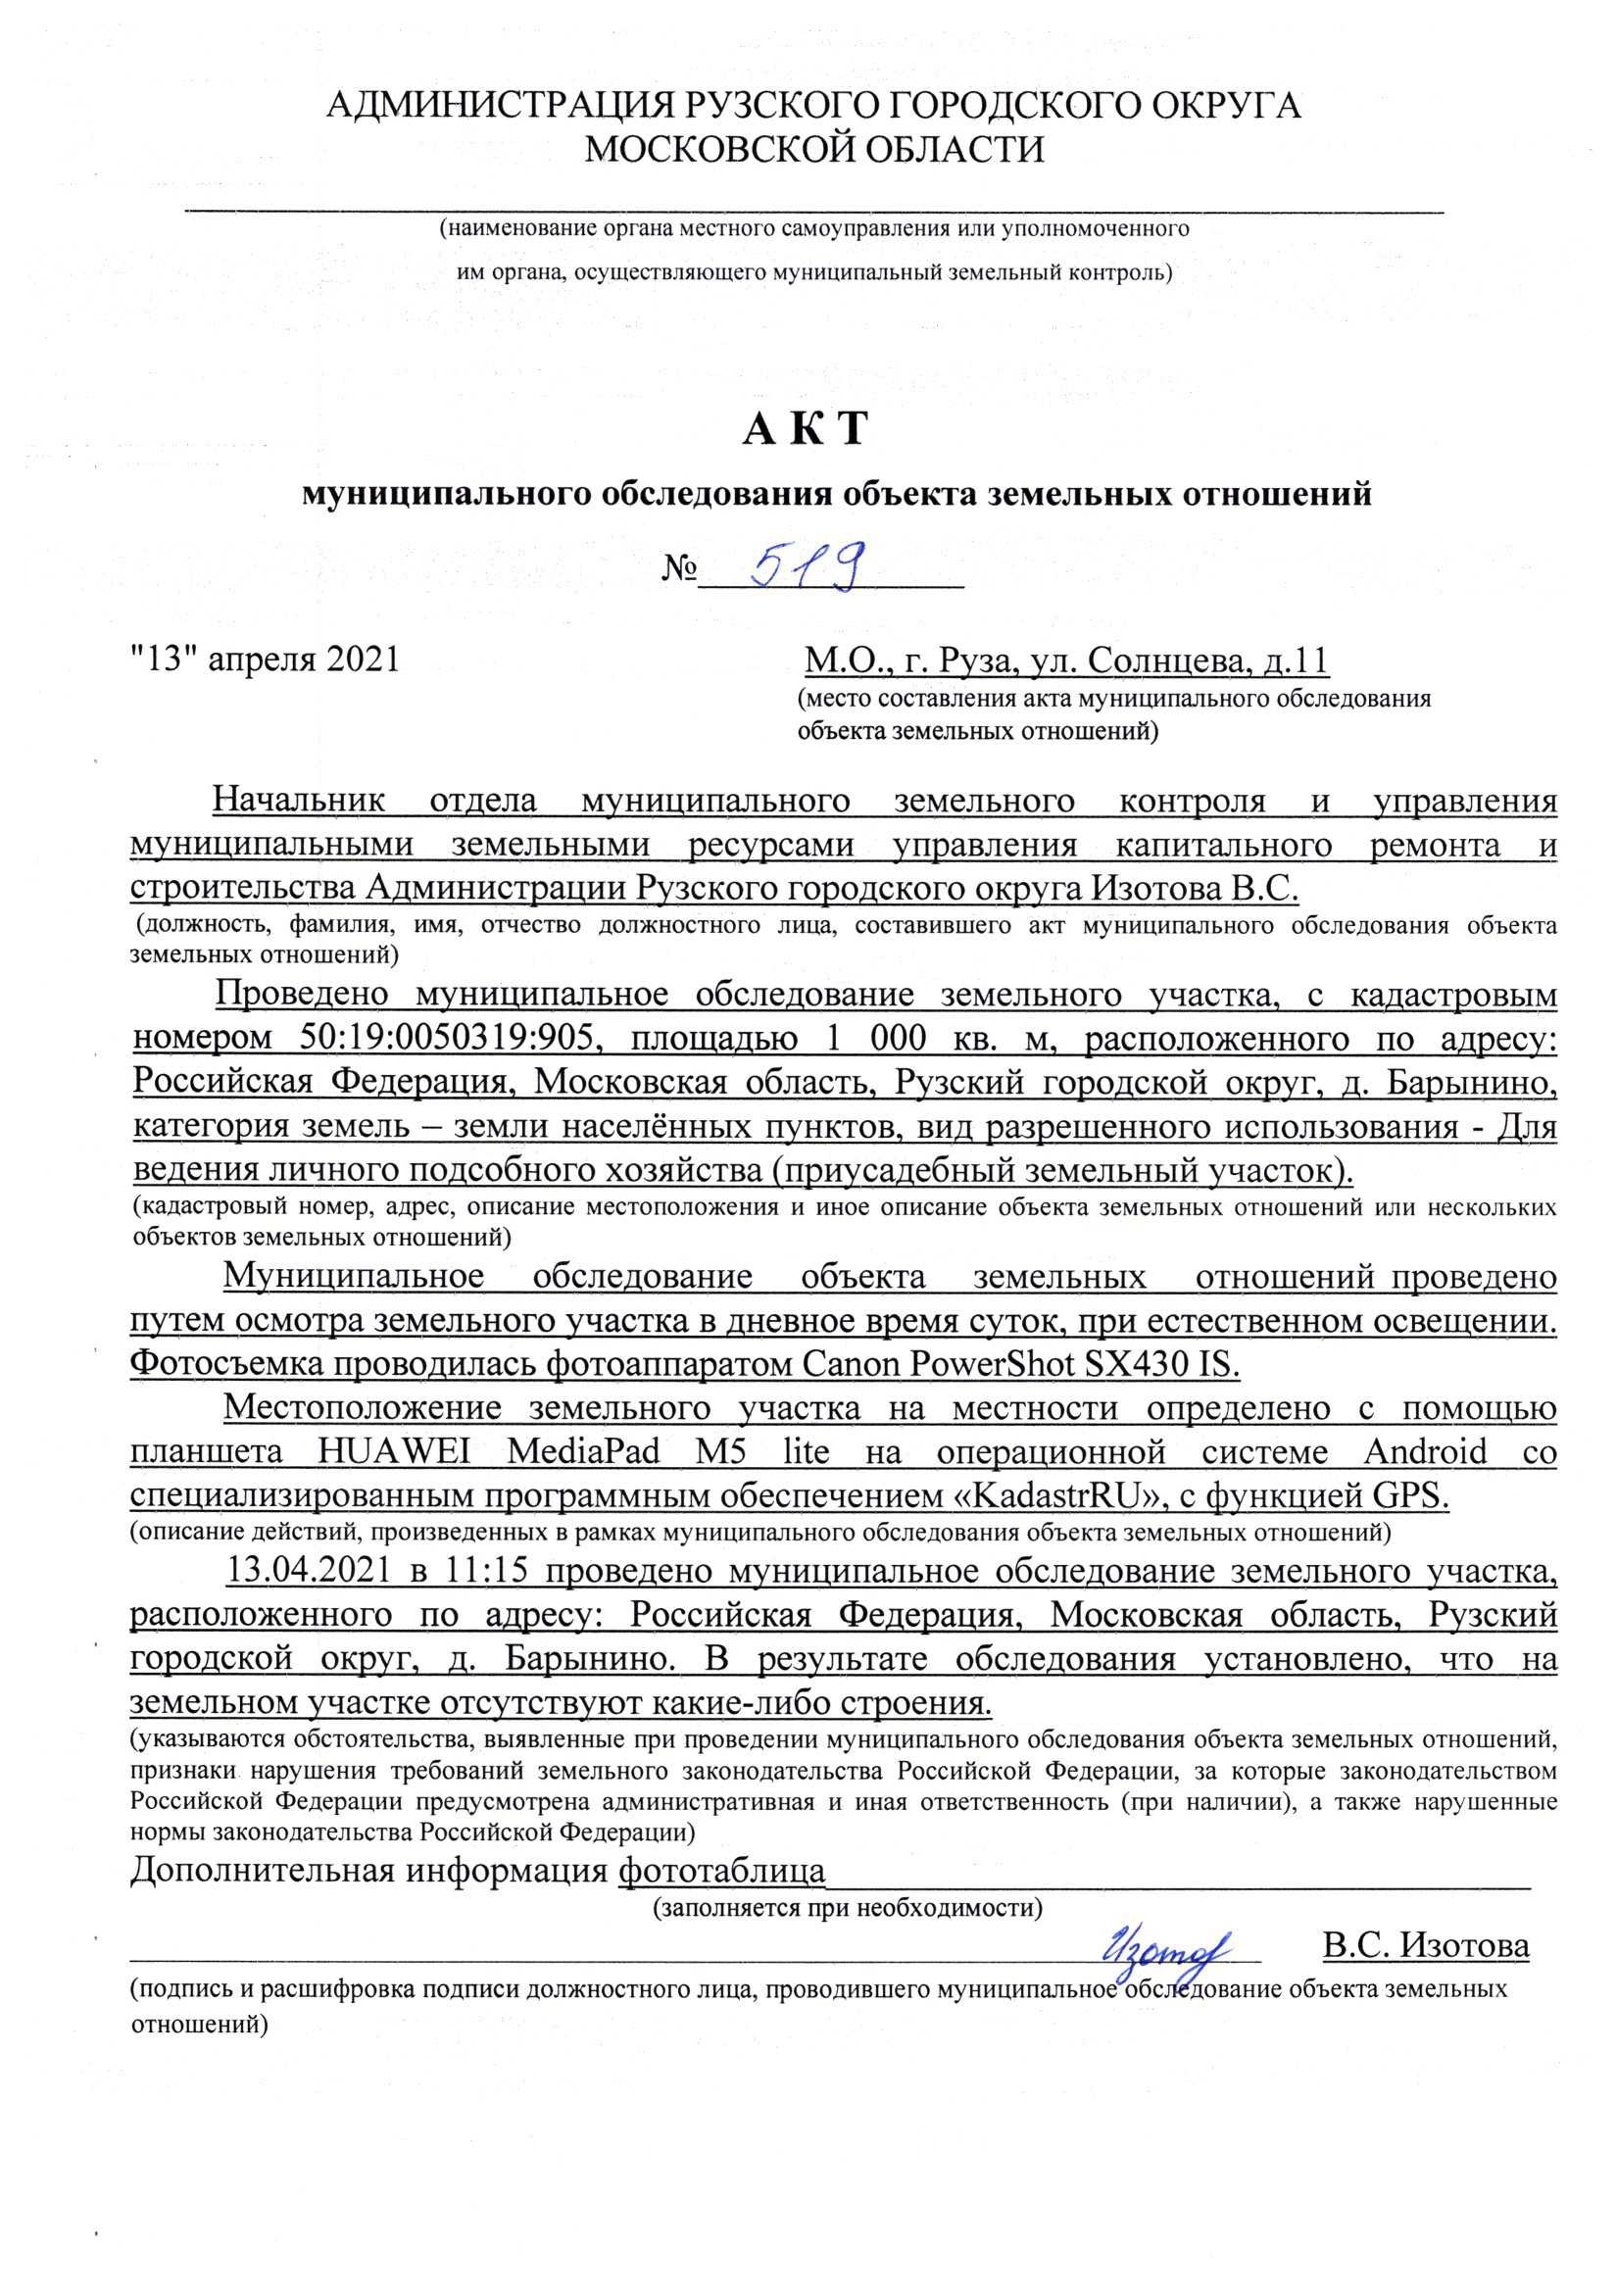 АДМИНИСТРАЦИЯ РУЗСКОГО ГОРОДСКОГО ОКРУГА
МОСКОВСКОЙ ОБЛАСТИ
(наименование органа местного самоуправления или уполномоченного
им органа, осуществляющего муниципальный земельный контроль)
А К Т
муниципального обследования объекта земельных отношений
№ 519
"13" апреля 2021
М.О., г. Руза, ул. Солнцева, д.11
(место составления акта муниципального обследования
объекта земельных отношений)
Начальник отдела муниципального земельного контроля и управления
муниципальными земельными ресурсами управления капитального ремонта и
строительства Администрации Рузского городского округа Изотова В.С.
(должность, фамилия, имя, отчество должностного лица, составившего акт муниципального обследования объекта
земельных отношений)
Проведено муниципальное обследование земельного участка, с кадастровым
номером 50:19:0050319:905, площадью 1 000 кв. м, расположенного по адресу:
Российская Федерация, Московская область, Рузский городской округ, д. Барынино,
категория земель – земли населённых пунктов, вид разрешенного использования - Для
ведения личного подсобного хозяйства (приусадебный земельный участок).
(кадастровый номер, адрес, описание местоположения и иное описание объекта земельных отношений или нескольких
объектов земельных отношений)
Муниципальное обследование объекта земельных отношений проведено
путем осмотра земельного участка в дневное время суток, при естественном освещении.
Фотосъемка проводилась фотоаппаратом Canon PowerShot SX430 IS.
Местоположение земельного участка на местности определено с помощью
планшета HUAWEI MediaPad M5 lite на операционной системе Android со
специализированным программным обеспечением «KadastrRU», с функцией GPS.
(описание действий, произведенных в рамках муниципального обследования объекта земельных отношений)
13.04.2021 в 11:15 проведено муниципальное обследование земельного участка,
расположенного по адресу: Российская Федерация, Московская область, Рузский
городской округ, д. Барынино. В результате обследования установлено, что на
земельном участке отсутствуют какие-либо строения.
(указываются обстоятельства, выявленные при проведении муниципального обследования объекта земельных отношений,
признаки нарушения требований земельного законодательства Российской Федерации, за которые законодательством
Российской Федерации предусмотрена административная и иная ответственность (при наличии), а также нарушенные
нормы законодательства Российской Федерации)
Дополнительная информация фототаблица
(заполняется при необходимости)
Изотов В.С. Изотова
(подпись и расшифровка подписи должностного лица, проводившего муниципальное обследование объекта земельных
отношений)